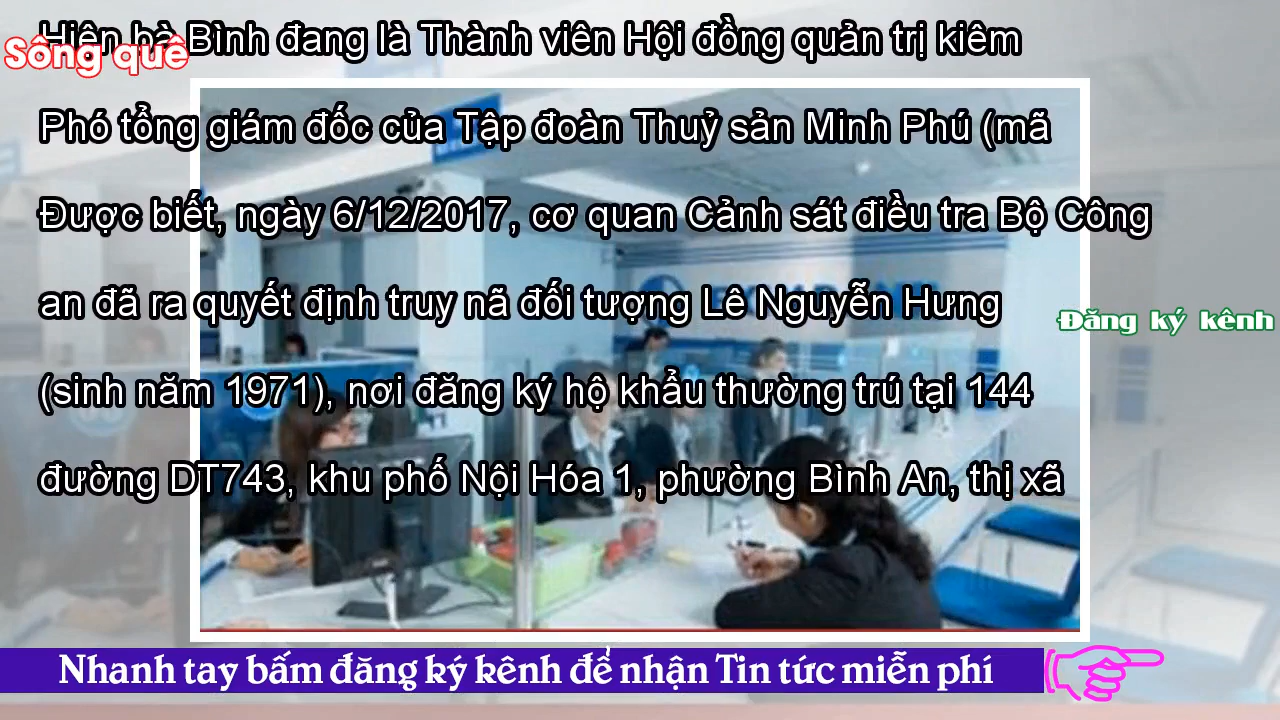 Hiện bà Bình đang là Thành viên Hội đồng quản trị kiêm
Sông quê
Phó tổng giám đốc của Tập đoàn Thuỷ sản Minh Phú (mã
Được biết, ngày 6/12/2017, cơ quan Cảnh sát điều tra Bộ Công
an đã ra quyết định truy nã đối tượng Lê Nguyễn Hưng
Đăng ký kênh
(sinh năm 1971), nơi đăng ký hộ khẩu thường trú tại 144
đường DT743, khu phố Nội Hóa 1, phường Bình An, thị xã
Nhanh tay bấm đăng ký kênh để nhận Tin tức miễn phí